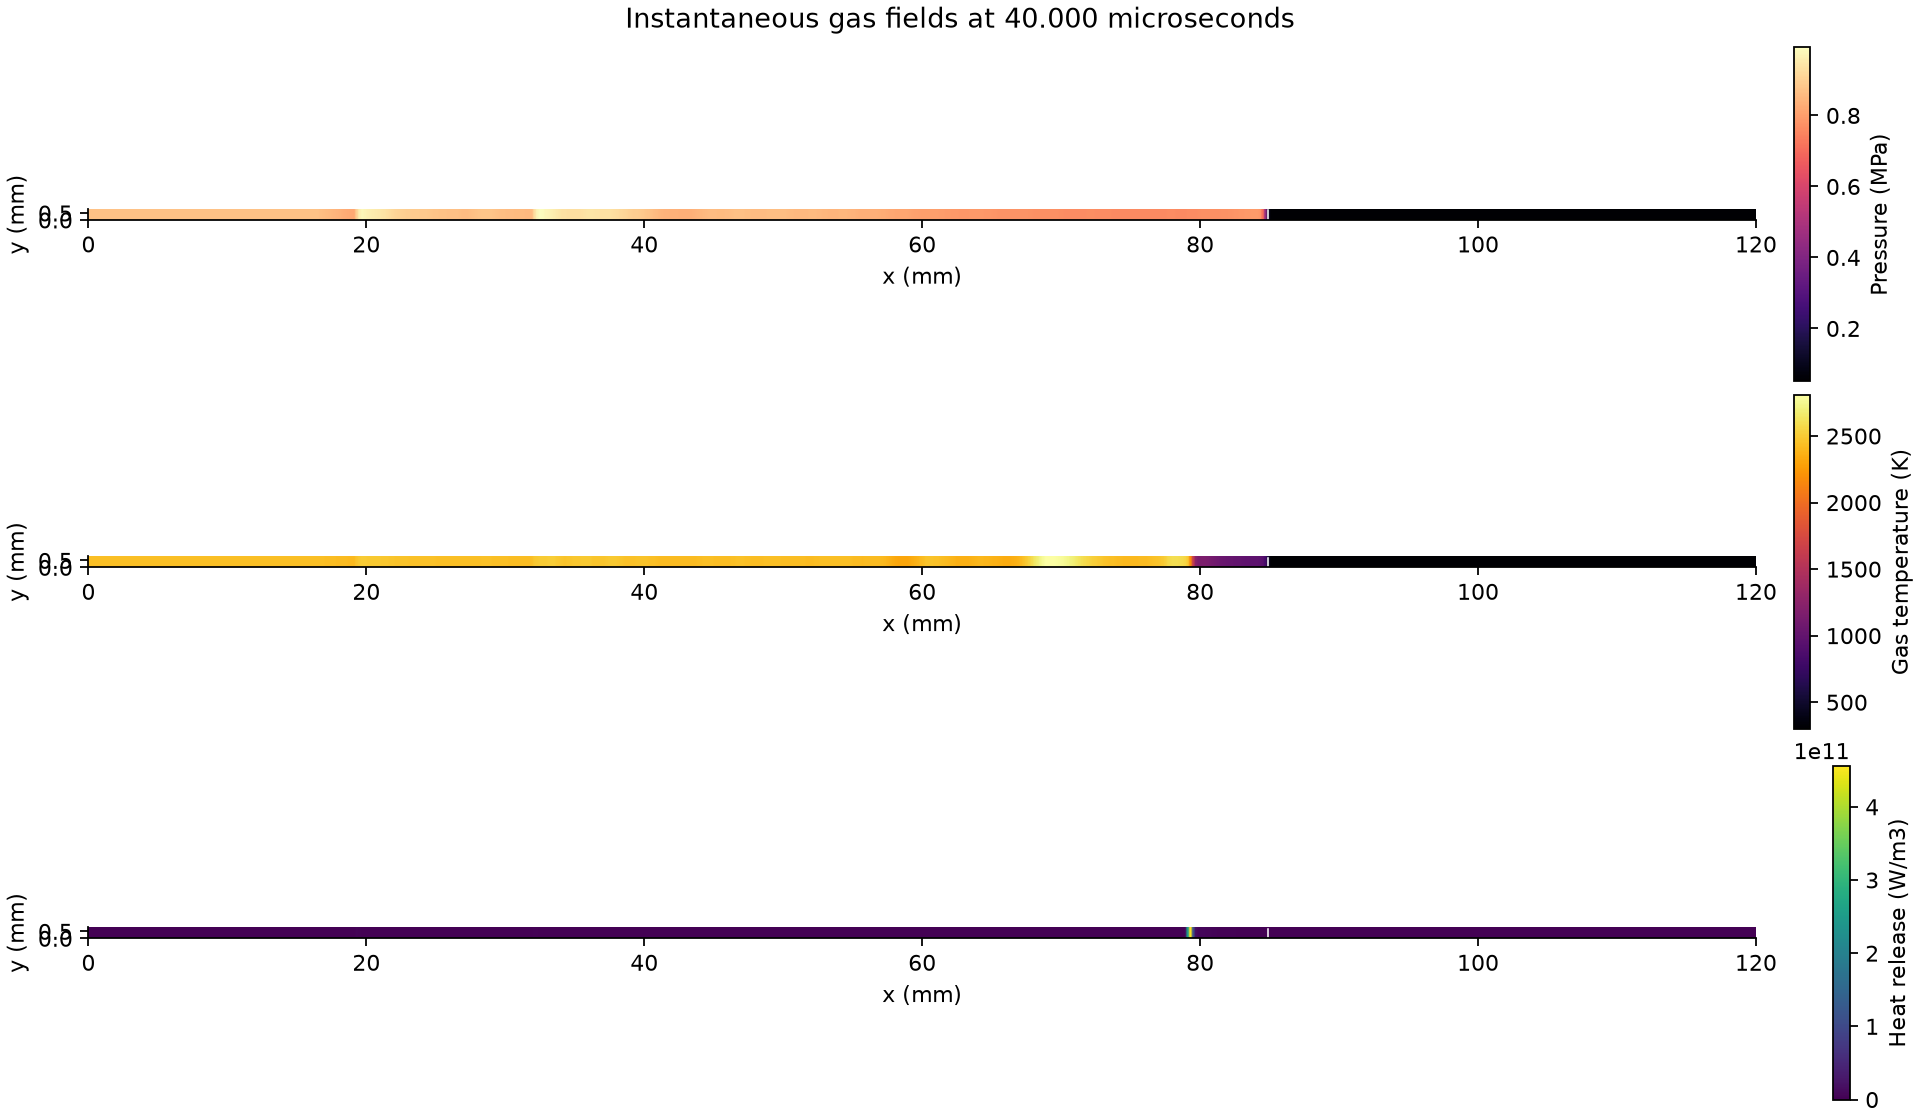 Instantaneous gas fields at 40.000 microseconds
0.5
0.0
y (mm)
0 20 40 60 80 100 120
x (mm)
0.8
0.6
0.4
0.2
Pressure (MPa)
0.5
0.0
y (mm)
0 20 40 60 80 100 120
x (mm)
2500
2000
1500
1000
500
Gas temperature (K)
0.5
0.0
y (mm)
0 20 40 60 80 100 120
x (mm)
1e11
4
3
2
1
0
Heat release (W/m3)